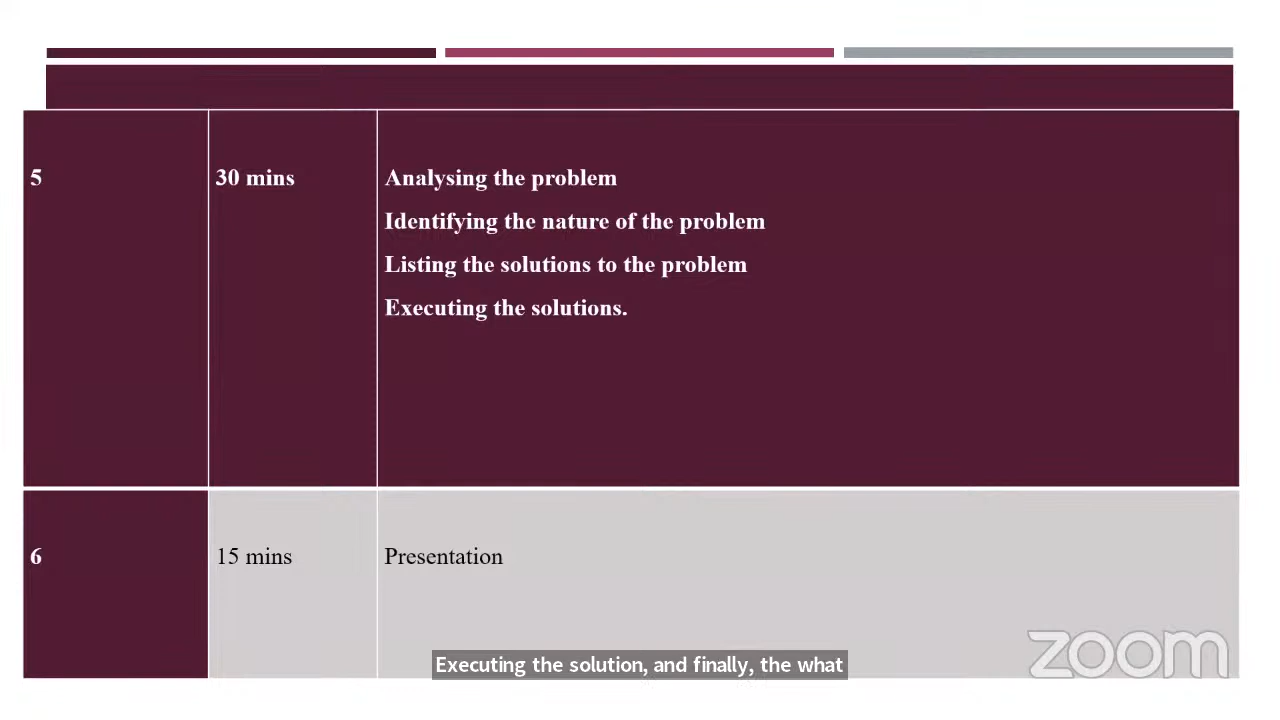 5
30 mins
Analysing the problem
Identifying the nature of the problem
Listing the solutions to the problem
Executing the solutions.
6
15 mins
Presentation
zoom
Executing the solution, and finally, the what